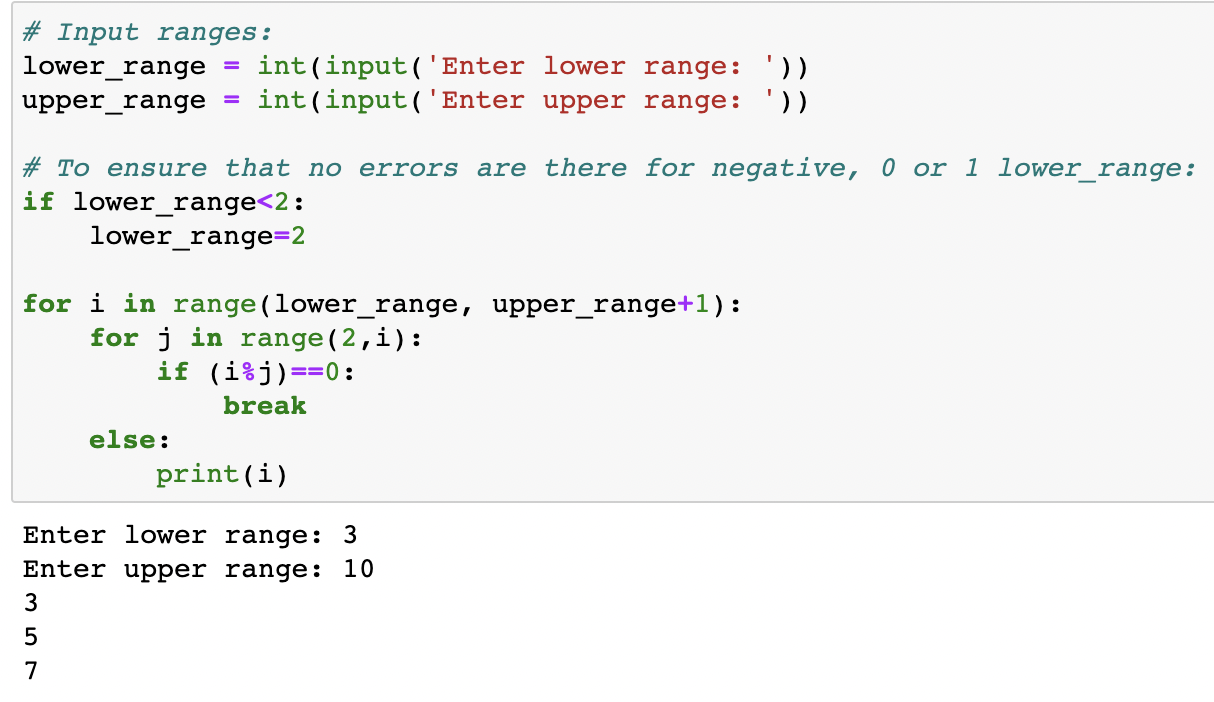 # Input ranges:
lower_range = int(input('Enter lower range: '))
upper_range = int(input('Enter upper range: '))
# To ensure that no errors are there for negative, 0 or 1 lower_range:
if lower_range<2:
    lower_range=2
for i in range(lower_range, upper_range+1):
    for j in range(2,i):
        if (i%j)==0:
            break
    else:
        print(i)
Enter lower range: 3
Enter upper range: 10
3
5
7